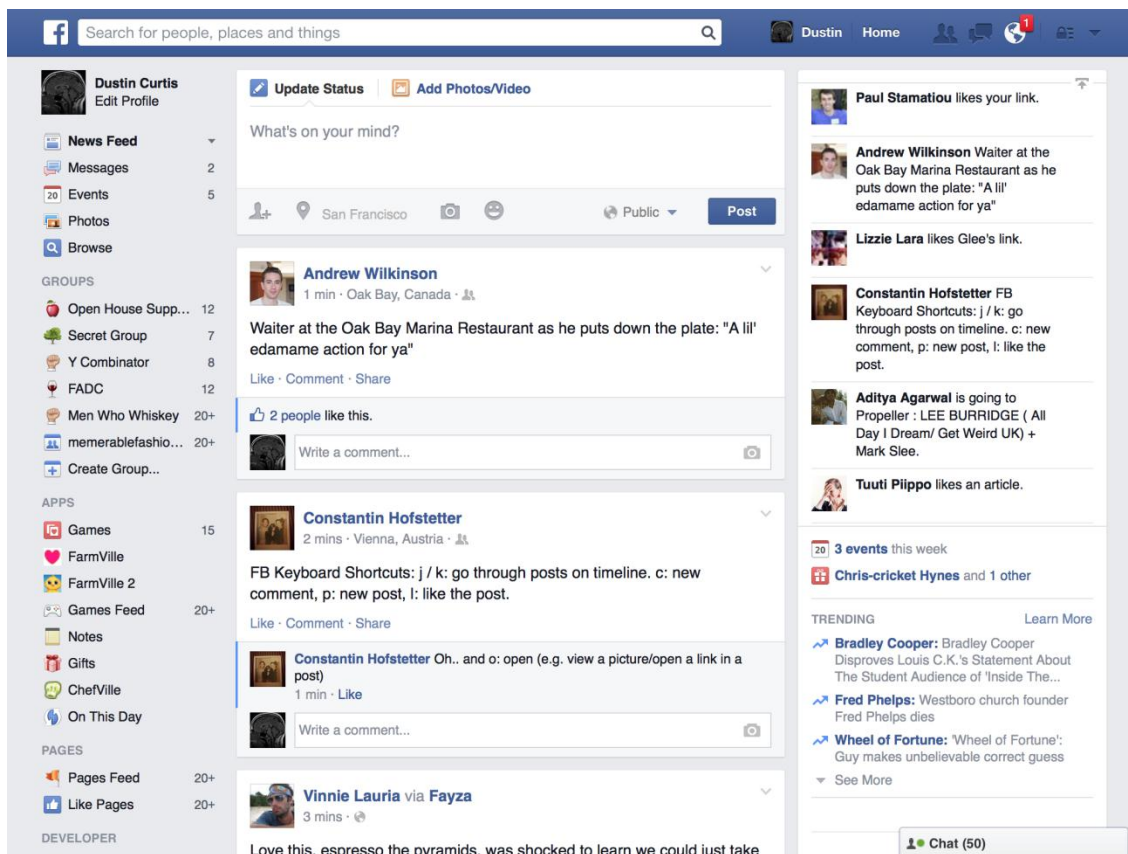 f
Search for people, places and things
Dustin
Home
1
Dustin Curtis
Edit Profile
News Feed
Messages 2
20 Events 5
Photos
Browse
GROUPS
Open House Supp... 12
Secret Group 7
Y Combinator 8
FADC 12
Men Who Whiskey 20+
memerablefashio... 20+
Create Group...
APPS
Games 15
FarmVille
FarmVille 2
Games Feed 20+
Notes
Gifts
ChefVille
On This Day
PAGES
Pages Feed 20+
Like Pages 20+
DEVELOPER
Update Status
Add Photos/Video
What's on your mind?
San Francisco
Public
Post
Andrew Wilkinson
1 min · Oak Bay, Canada ·
Waiter at the Oak Bay Marina Restaurant as he puts down the plate: "A lil'
edamame action for ya"
Like · Comment · Share
2 people like this.
Write a comment...
Constantin Hofstetter
2 mins · Vienna, Austria ·
FB Keyboard Shortcuts: j / k: go through posts on timeline. c: new
comment, p: new post, l: like the post.
Like · Comment · Share
Constantin Hofstetter Oh.. and o: open (e.g. view a picture/open a link in a
post)
1 min · Like
Write a comment...
Vinnie Lauria via Fayza
3 mins ·
Love this, espresso the pyramids, was shocked to learn we could just take
Paul Stamatiou likes your link.
Andrew Wilkinson Waiter at the
Oak Bay Marina Restaurant as he
puts down the plate: "A lil'
edamame action for ya"
Lizzie Lara likes Glee's link.
Constantin Hofstetter FB
Keyboard Shortcuts: j / k: go
through posts on timeline. c: new
comment, p: new post, l: like the
post.
Aditya Agarwal is going to
Propeller : LEE BURRIDGE ( All
Day I Dream/ Get Weird UK) +
Mark Slee.
Tuuti Piippo likes an article.
20 3 events this week
Chris-cricket Hynes and 1 other
TRENDING Learn More
Bradley Cooper: Bradley Cooper
Disproves Louis C.K.'s Statement About
The Student Audience of 'Inside The...
Fred Phelps: Westboro church founder
Fred Phelps dies
Wheel of Fortune: 'Wheel of Fortune':
Guy makes unbelievable correct guess
See More
Chat (50)